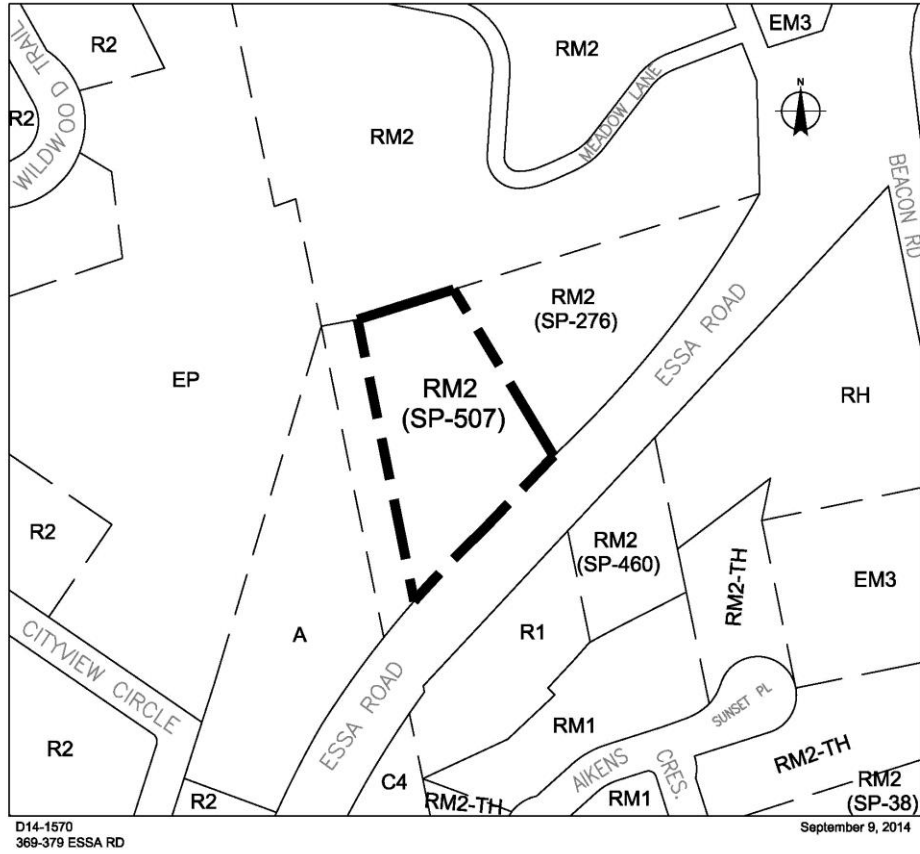 EM3
R2
WILDWOOD TRAIL
R2
RM2
RM2
MEADOW LANE
N
BEACON RD
EP
RM2
(SP-276)
ESSA ROAD
RH
RM2
(SP-507)
R2
RM2
(SP-460)
RM2-TH
EM3
CITYVIEW CIRCLE
A
R1
ESSA ROAD
SUNSET PL
RM1
AIKENS
CRES.
R2
RM2-TH
R2
C4
RM2-TH
RM1
RM2
(SP-38)
D14-1570
369-379 ESSA RD
September 9, 2014